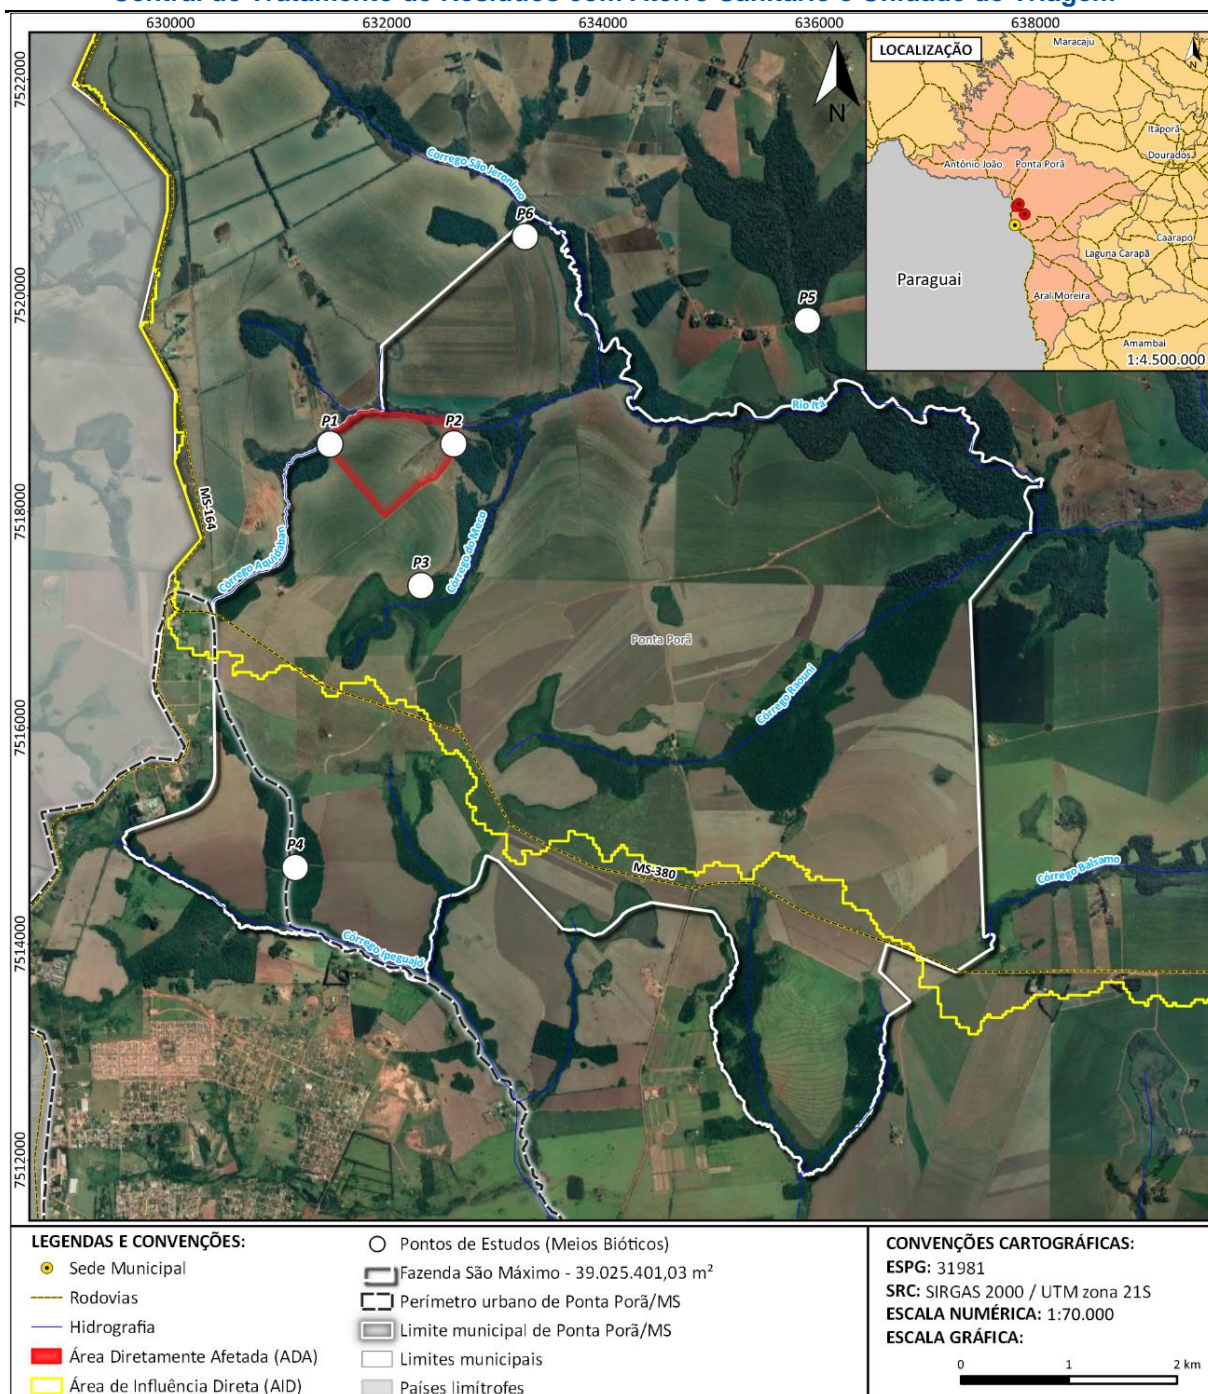 Central de Tratamento de Resíduos com Aterro Sanitário e Unidade de Triagem
630000 632000 634000 636000 638000
7522000
7520000
7518000
7516000
7514000
7512000
LOCALIZAÇÃO
N
Maracaju
Itaporã
Dourados
Antônio João
Ponta Porã
Caarapó
Laguna Carapã
Paraguai
Aral Moreira
Amambai
1:4.500.000
N
Corrego São Jeronimo
P6
P5
Rio Itá
P1
P2
MS-164
Córrego Aquidaban
P3
Córrego do Meco
Ponta Porã
Córrego Raouni
P4
MS-380
Córrego Balsamo
Córrego Ipeguajó
LEGENDAS E CONVENÇÕES:
Sede Municipal
Rodovias
Hidrografia
Área Diretamente Afetada (ADA)
Área de Influência Direta (AID)
Pontos de Estudos (Meios Bióticos)
Fazenda São Máximo - 39.025.401,03 m²
Perímetro urbano de Ponta Porã/MS
Limite municipal de Ponta Porã/MS
Limites municipais
Países limítrofes
CONVENÇÕES CARTOGRÁFICAS:
ESPG: 31981
SRC: SIRGAS 2000 / UTM zona 21S
ESCALA NUMÉRICA: 1:70.000
ESCALA GRÁFICA:
0 1 2 km